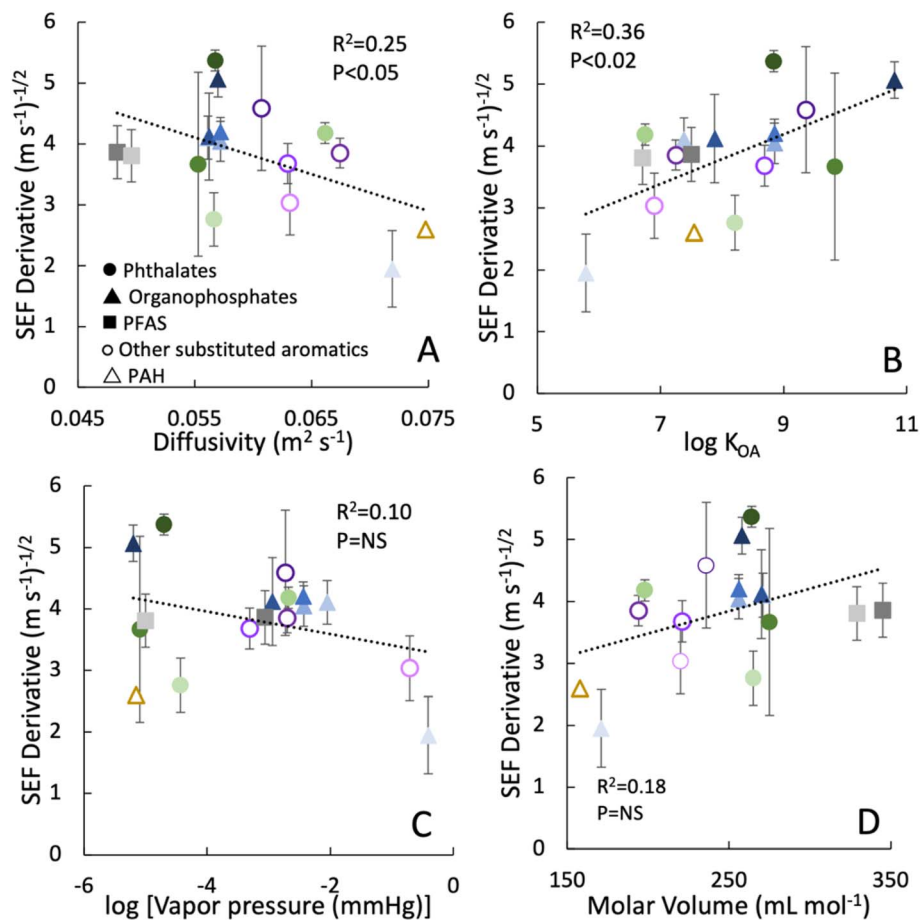 6
5
4
3
2
1
0
SEF Derivative (m s⁻¹)⁻¹/²
R²=0.25
P<0.05
Phthalates
Organophosphates
PFAS
Other substituted aromatics
PAH
A
0.045 0.055 0.065 0.075
Diffusivity (m² s⁻¹)
6
5
4
3
2
1
0
SEF Derivative (m s⁻¹)⁻¹/²
R²=0.36
P<0.02
B
5 7 9 11
log K_OA
6
5
4
3
2
1
0
SEF Derivative (m s⁻¹)⁻¹/²
R²=0.10
P=NS
C
-6 -4 -2 0
log [Vapor pressure (mmHg)]
6
5
4
3
2
1
0
SEF Derivative (m s⁻¹)⁻¹/²
R²=0.18
P=NS
D
150 250 350
Molar Volume (mL mol⁻¹)